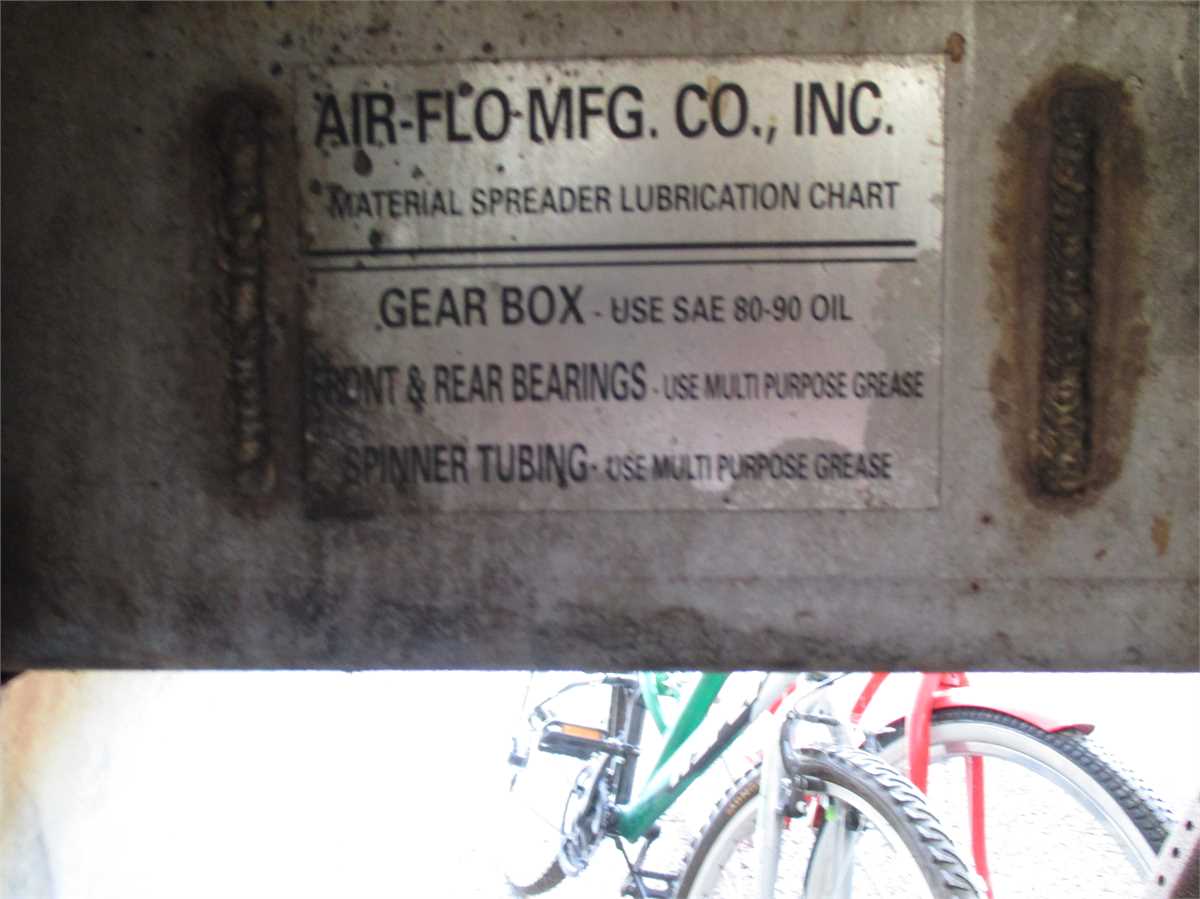 AIR-FLO MFG. CO., INC.
MATERIAL SPREADER LUBRICATION CHART
GEAR BOX - USE SAE 80-90 OIL
FRONT & REAR BEARINGS - USE MULTI PURPOSE GREASE
SPINNER TUBING - USE MULTI PURPOSE GREASE